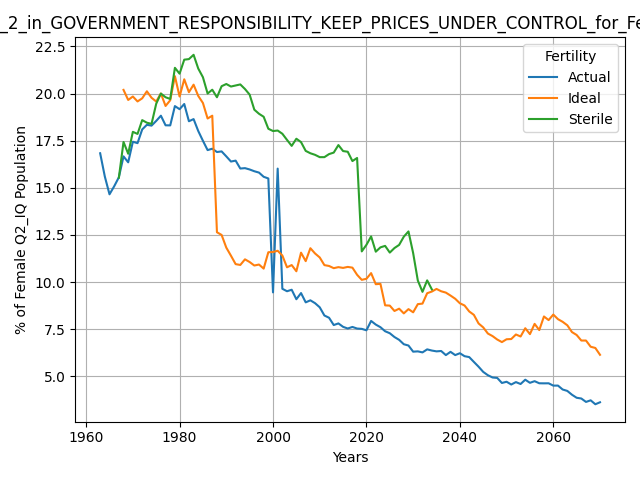 _2_in_GOVERNMENT_RESPONSIBILITY_KEEP_PRICES_UNDER_CONTROL_for_Fe
Fertility
Actual
Ideal
Sterile
% of Female Q2_IQ Population
22.5
20.0
17.5
15.0
12.5
10.0
7.5
5.0
1960 1980 2000 2020 2040 2060
Years